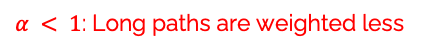 𝛼 < 1: Long paths are weighted less